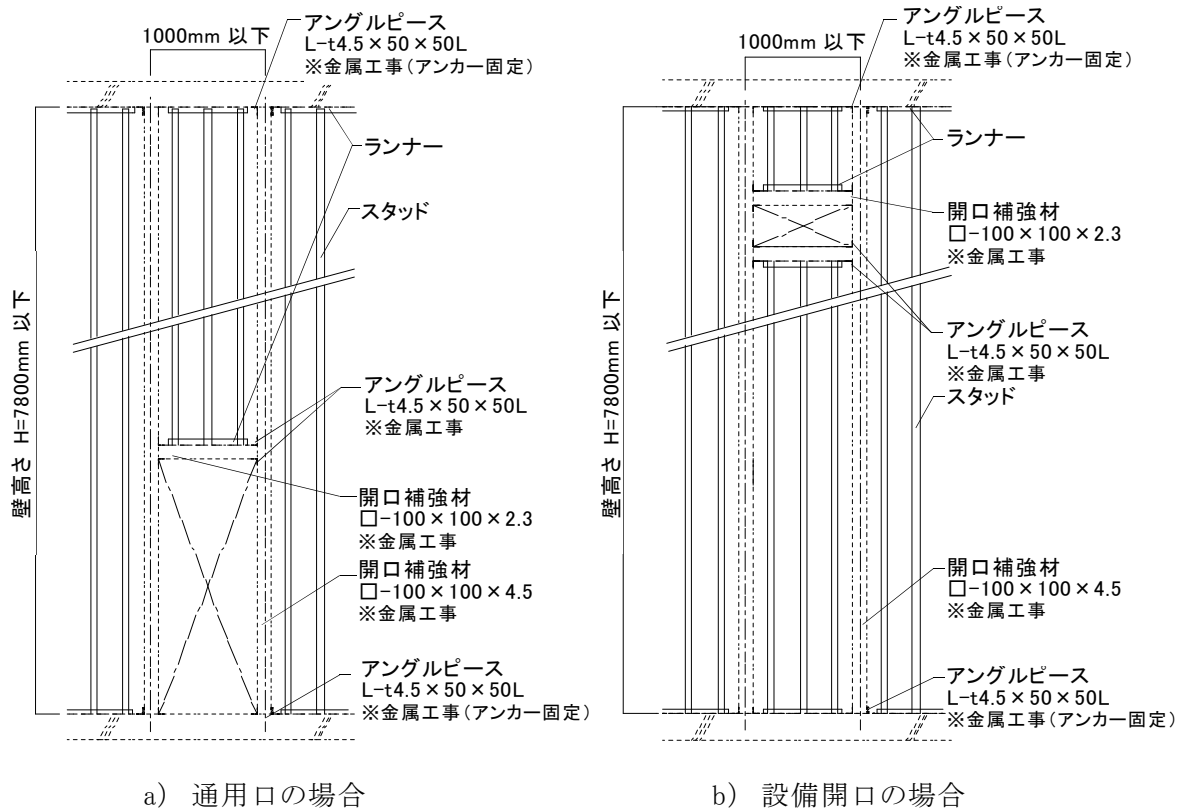 1000mm 以下
アングルピース
L-t4.5×50×50L
※金属工事(アンカー固定)
ランナー
スタッド
壁高さ H=7800mm 以下
アングルピース
L-t4.5×50×50L
※金属工事
開口補強材
□-100×100×2.3
※金属工事
開口補強材
□-100×100×4.5
※金属工事
アングルピース
L-t4.5×50×50L
※金属工事(アンカー固定)
a) 通用口の場合
1000mm 以下
アングルピース
L-t4.5×50×50L
※金属工事(アンカー固定)
ランナー
開口補強材
□-100×100×2.3
※金属工事
壁高さ H=7800mm 以下
アングルピース
L-t4.5×50×50L
※金属工事
スタッド
開口補強材
□-100×100×4.5
※金属工事
アングルピース
L-t4.5×50×50L
※金属工事(アンカー固定)
b) 設備開口の場合